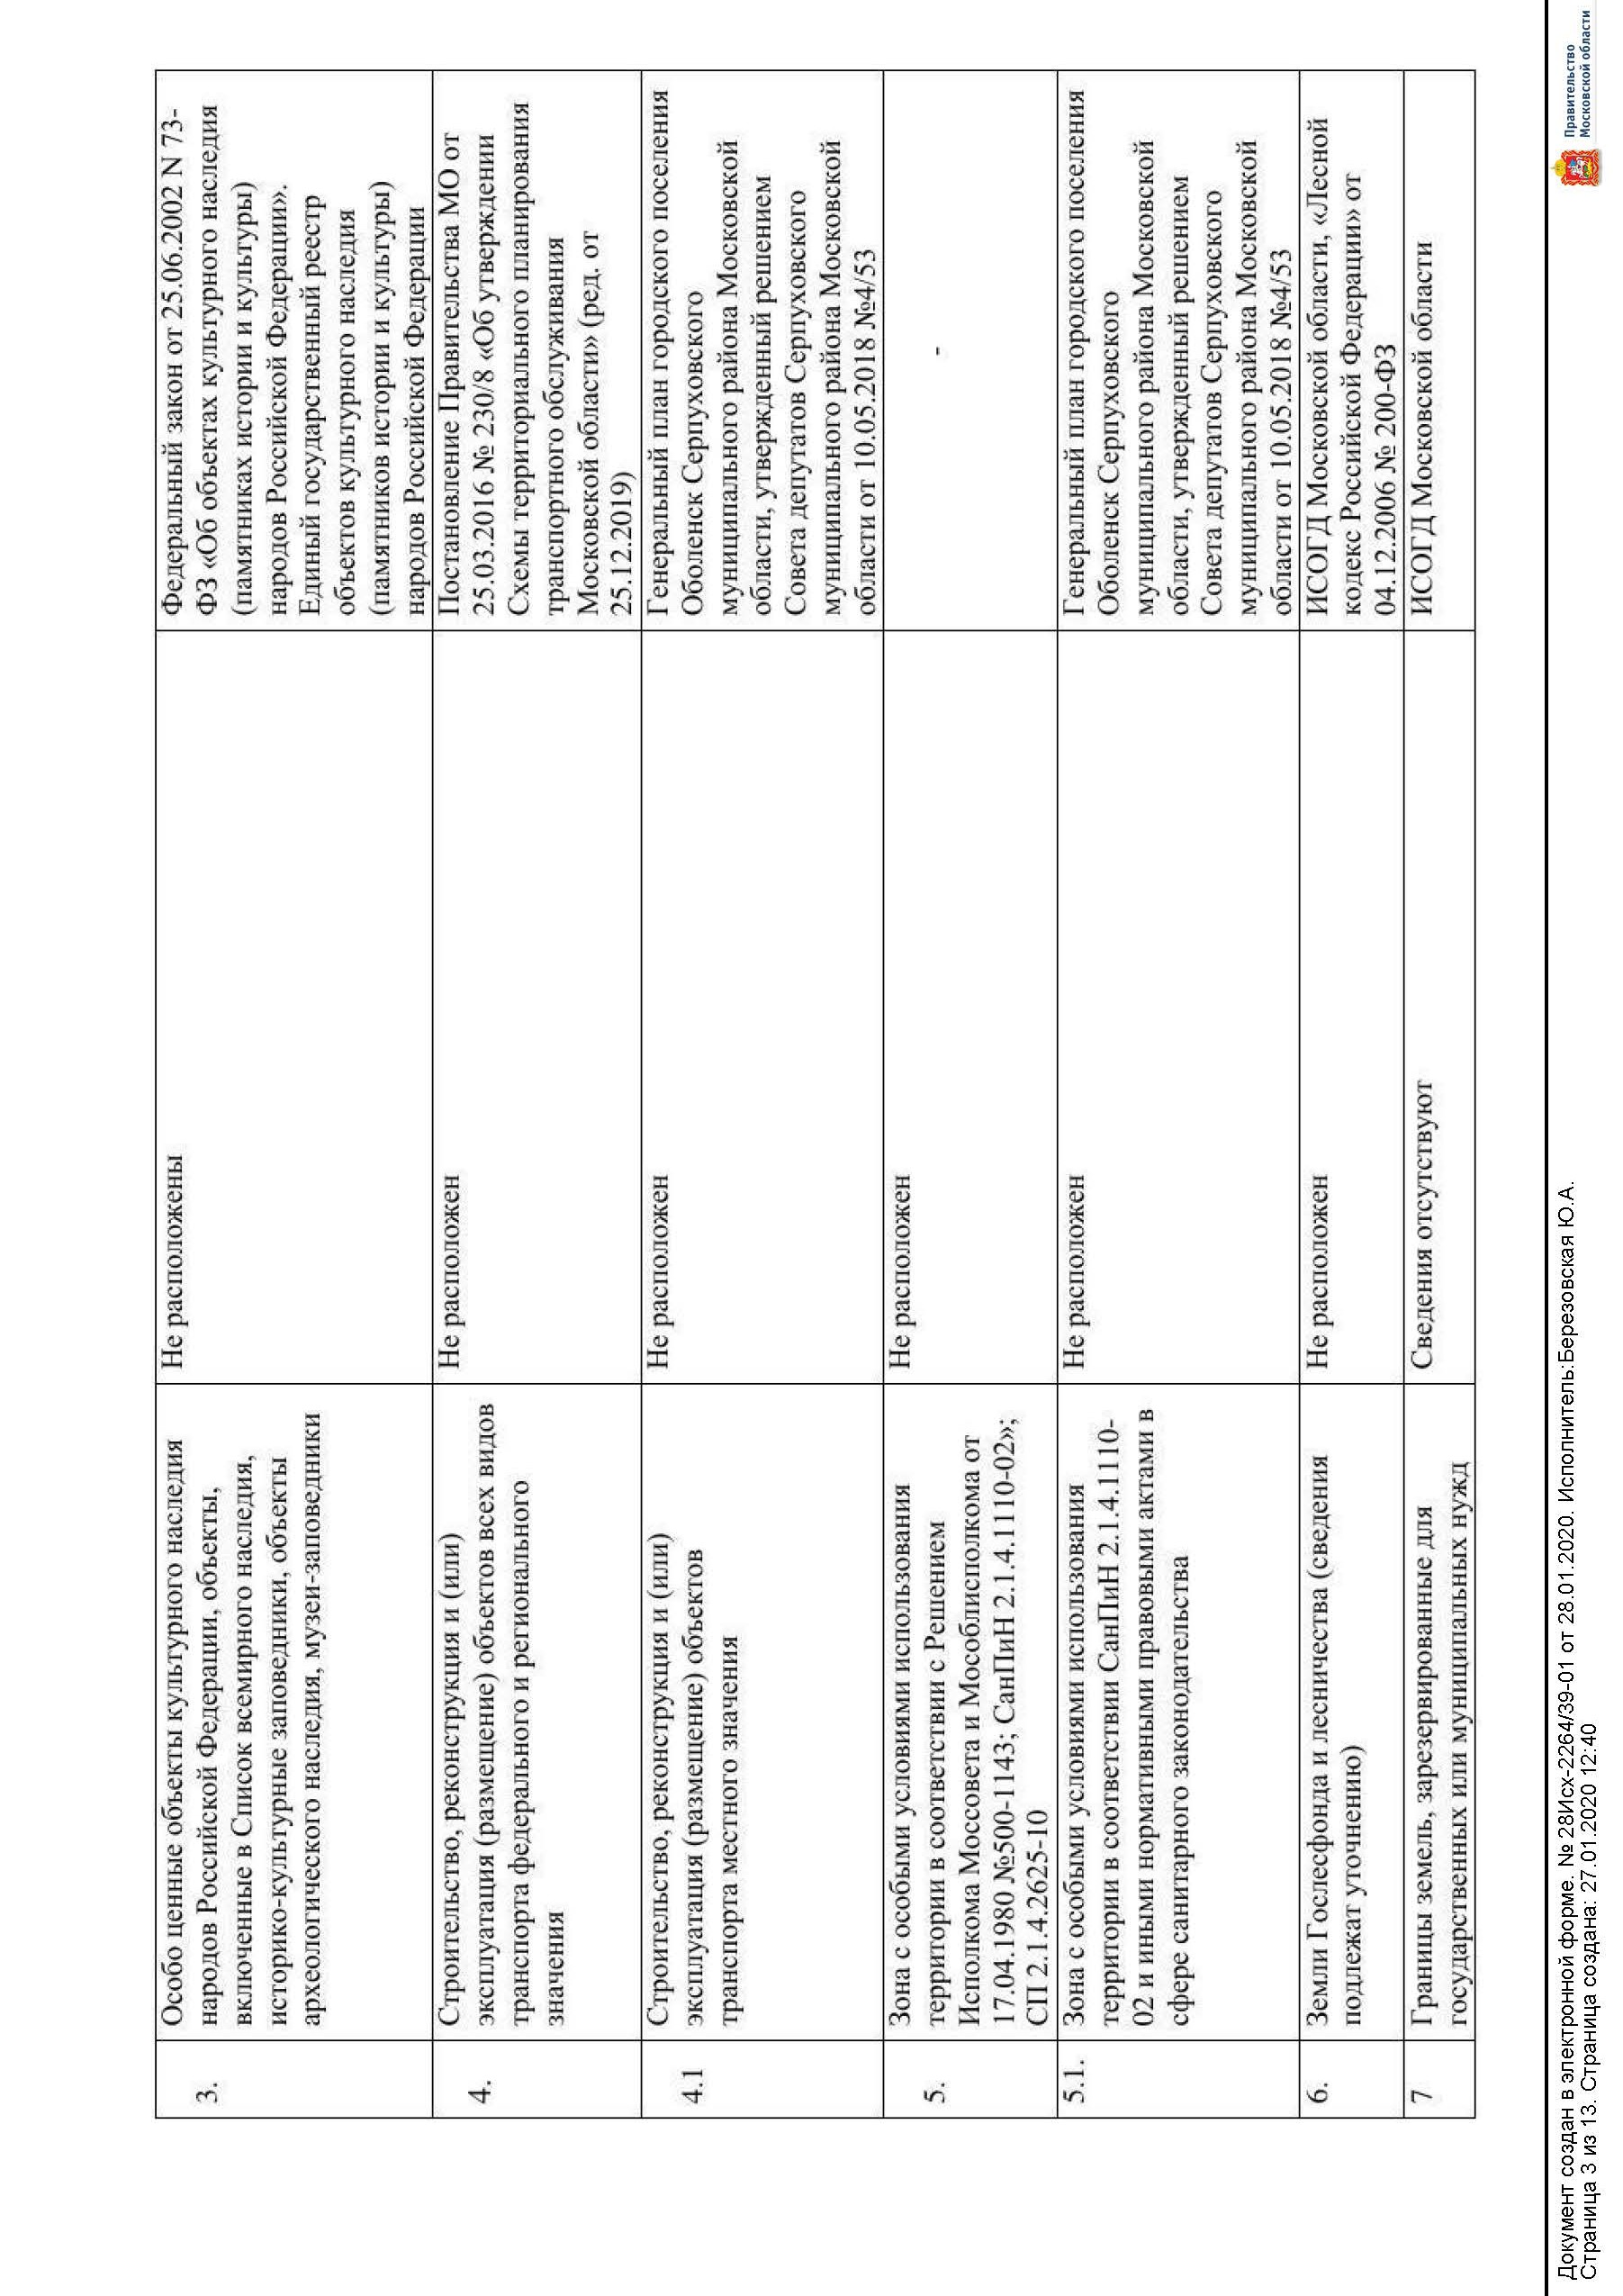 3.
Особо ценные объекты культурного наследия
народов Российской Федерации, объекты,
включенные в Список всемирного наследия,
историко-культурные заповедники, объекты
археологического наследия, музеи-заповедники
Не расположены
Федеральный закон от 25.06.2002 N 73-
ФЗ «Об объектах культурного наследия
(памятниках истории и культуры)
народов Российской Федерации».
Единый государственный реестр
объектов культурного наследия
(памятников истории и культуры)
народов Российской Федерации
4.
Строительство, реконструкция и (или)
эксплуатация (размещение) объектов всех видов
транспорта федерального и регионального
значения
Не расположен
Постановление Правительства МО от
25.03.2016 № 230/8 «Об утверждении
Схемы территориального планирования
транспортного обслуживания
Московской области» (ред. от
25.12.2019)
4.1
Строительство, реконструкция и (или)
эксплуатация (размещение) объектов
транспорта местного значения
Не расположен
Генеральный план городского поселения
Оболенск Серпуховского
муниципального района Московской
области, утвержденный решением
Совета депутатов Серпуховского
муниципального района Московской
области от 10.05.2018 №4/53
5.
Зона с особыми условиями использования
территории в соответствии с Решением
Исполкома Моссовета и Мособлисполкома от
17.04.1980 №500-1143; СанПиН 2.1.4.1110-02»;
СП 2.1.4.2625-10
Не расположен
-
5.1.
Зона с особыми условиями использования
территории в соответствии СанПиН 2.1.4.1110-
02 и иными нормативными правовыми актами в
сфере санитарного законодательства
Не расположен
Генеральный план городского поселения
Оболенск Серпуховского
муниципального района Московской
области, утвержденный решением
Совета депутатов Серпуховского
муниципального района Московской
области от 10.05.2018 №4/53
6.
Земли Гослесфонда и лесничества (сведения
подлежат уточнению)
Не расположен
ИСОГД Московской области, «Лесной
кодекс Российской Федерации» от
04.12.2006 № 200-ФЗ
7
Границы земель, зарезервированные для
государственных или муниципальных нужд
Сведения отсутствуют
ИСОГД Московской области
Документ создан в электронной форме. № 28Исх-2264/39-01 от 28.01.2020. Исполнитель:Березовская Ю.А.
Страница 3 из 13. Страница создана: 27.01.2020 12:40
Правительство
Московской области